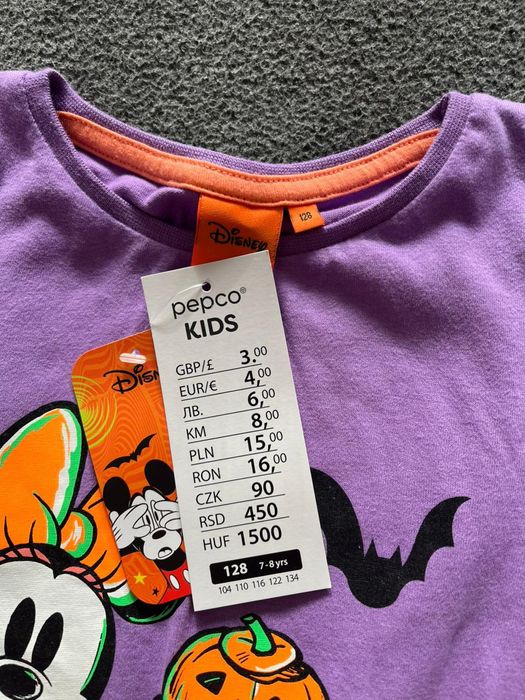 128
Disney
pepco®
KIDS
GBP/£ 3.00
EUR/€ 4,00
ЛВ. 6,00
KM 8,00
PLN 15,00
RON 16,00
CZK 90
RSD 450
HUF 1500
128 7-8yrs
104 110 116 122 134